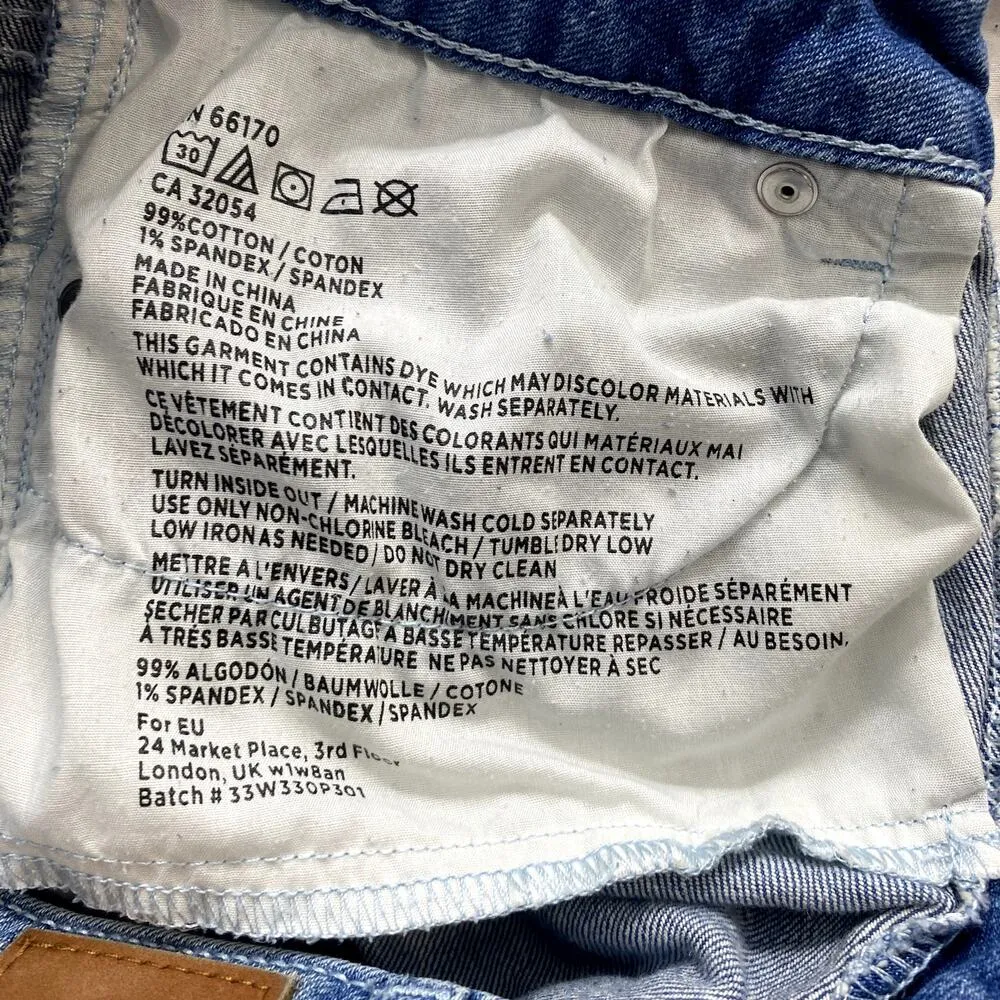 N 66170
30
CA 32054
99%COTTON / COTON
1% SPANDEX / SPANDEX
MADE IN CHINA
FABRIQUE EN CHINE
FABRICADO EN CHINA
THIS GARMENT CONTAINS DYE WHICH MAY DISCOLOR MATERIALS WITH
WHICH IT COMES IN CONTACT. WASH SEPARATELY.
CE VÊTEMENT CONTIENT DES COLORANTS QUI MATÉRIAUX MAI
DÉCOLORER AVEC LESQUELLES ILS ENTRENT EN CONTACT.
LAVEZ SÉPARÉMENT.
TURN INSIDE OUT / MACHINE WASH COLD SEPARATELY
USE ONLY NON-CHLORINE BLEACH / TUMBLE DRY LOW
LOW IRON AS NEEDED / DO NOT DRY CLEAN
METTRE A L'ENVERS / LAVER À LA MACHINE À L'EAU FROIDE SÉPARÉMENT
UTILISER UN AGENT DE BLANCHIMENT SANS CHLORE SI NÉCESSAIRE
SECHER PAR CULBUTAGE A BASSE TEMPÉRATURE REPASSER / AU BESOIN,
À TRÉS BASSE TEMPÉRATURE NE PAS NETTOYER À SEC
99% ALGODÓN / BAUMWOLLE / COTONE
1% SPANDEX / SPANDEX / SPANDEX
For EU
24 Market Place, 3rd Floor
London, UK w1w8an
Batch # 33W330P301